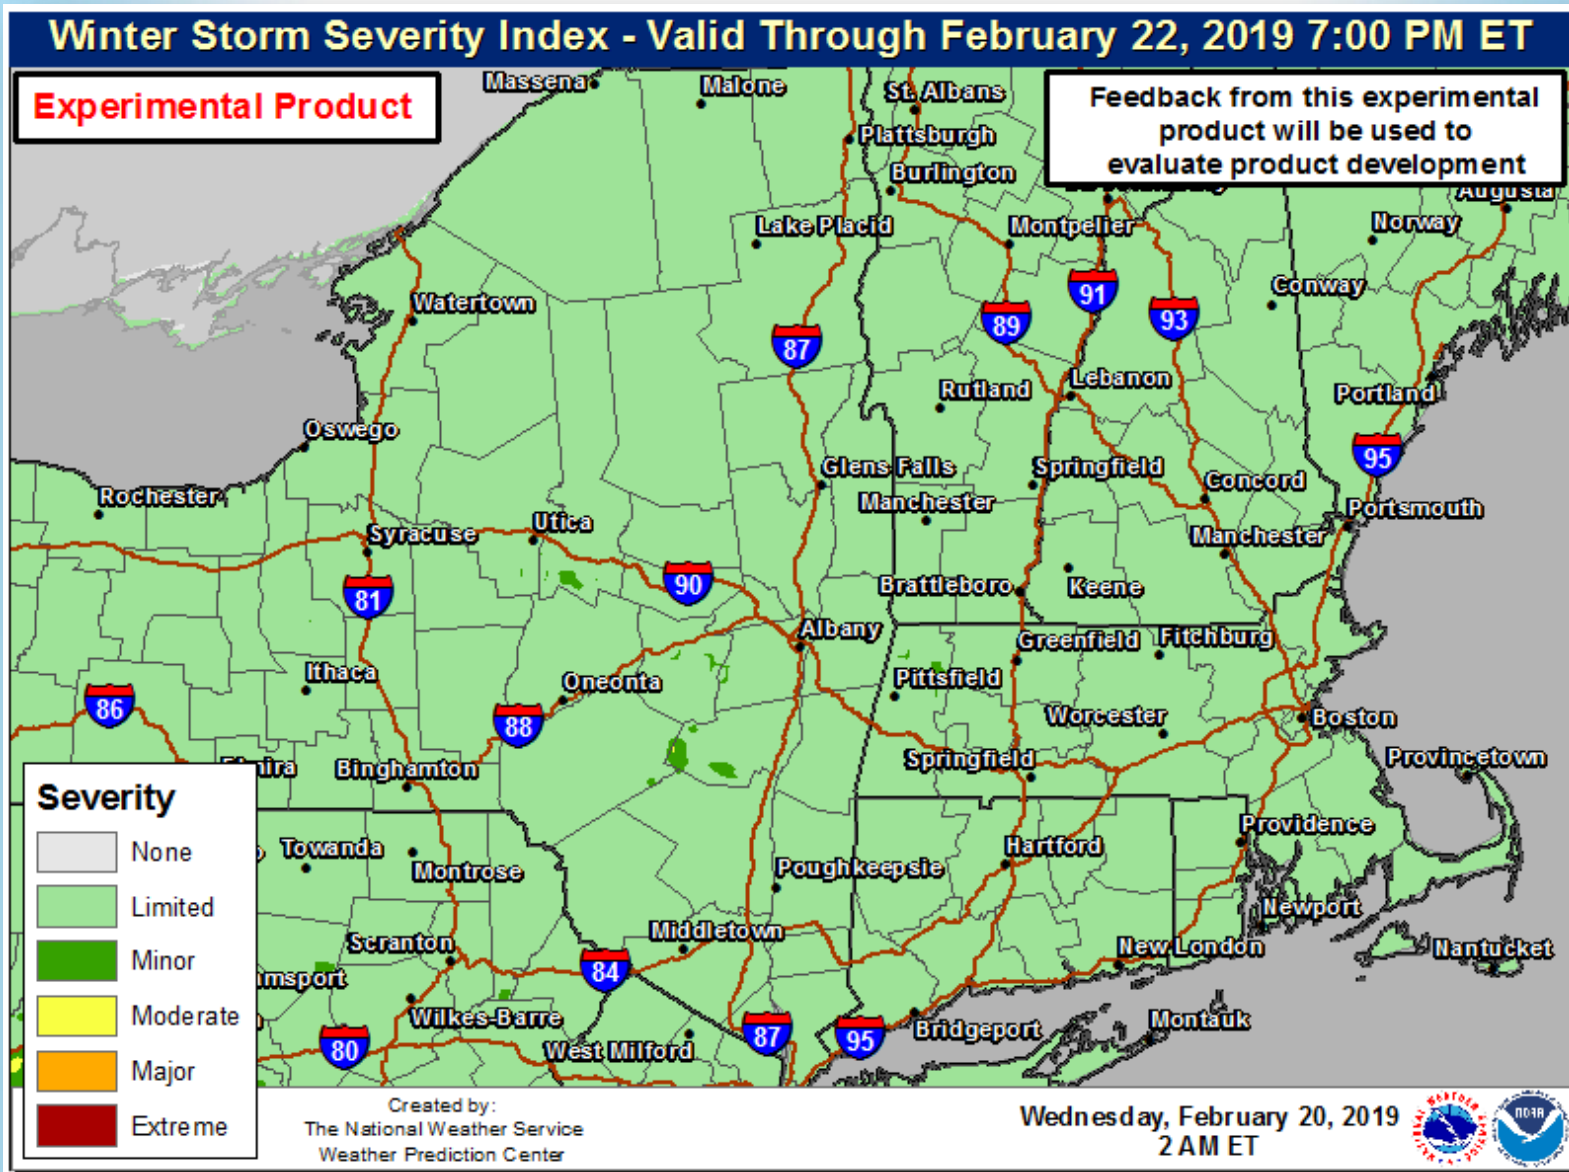 Winter Storm Severity Index - Valid Through February 22, 2019 7:00 PM ET
Experimental Product
Feedback from this experimental
product will be used to
evaluate product development
Massena
Malone
St. Albans
Plattsburgh
Burlington
Augusta
Norway
Lake Placid
Montpelier
Conway
91
Watertown
89
93
87
Rutland
Lebanon
Portland
Oswego
95
Glens Falls
Springfield
Concord
Rochester
Manchester
Portsmouth
Utica
Syracuse
Manchester
90
Brattleboro
Keene
81
Albany
Greenfield
Fitchburg
Ithaca
Oneonta
Pittsfield
86
88
Worcester
Boston
Springfield
Provincetown
Binghamton
Severity
None
Limited
Minor
Moderate
Major
Extreme
Towanda
Montrose
Providence
Hartford
Poughkeepsie
Newport
Middletown
Scranton
New London
Nantucket
84
Wilkes-Barre
Montauk
Bridgeport
80
West Milford
87
95
Created by:
The National Weather Service
Weather Prediction Center
Wednesday, February 20, 2019
2 AM ET
NATIONAL WEATHER SERVICE
NOAA